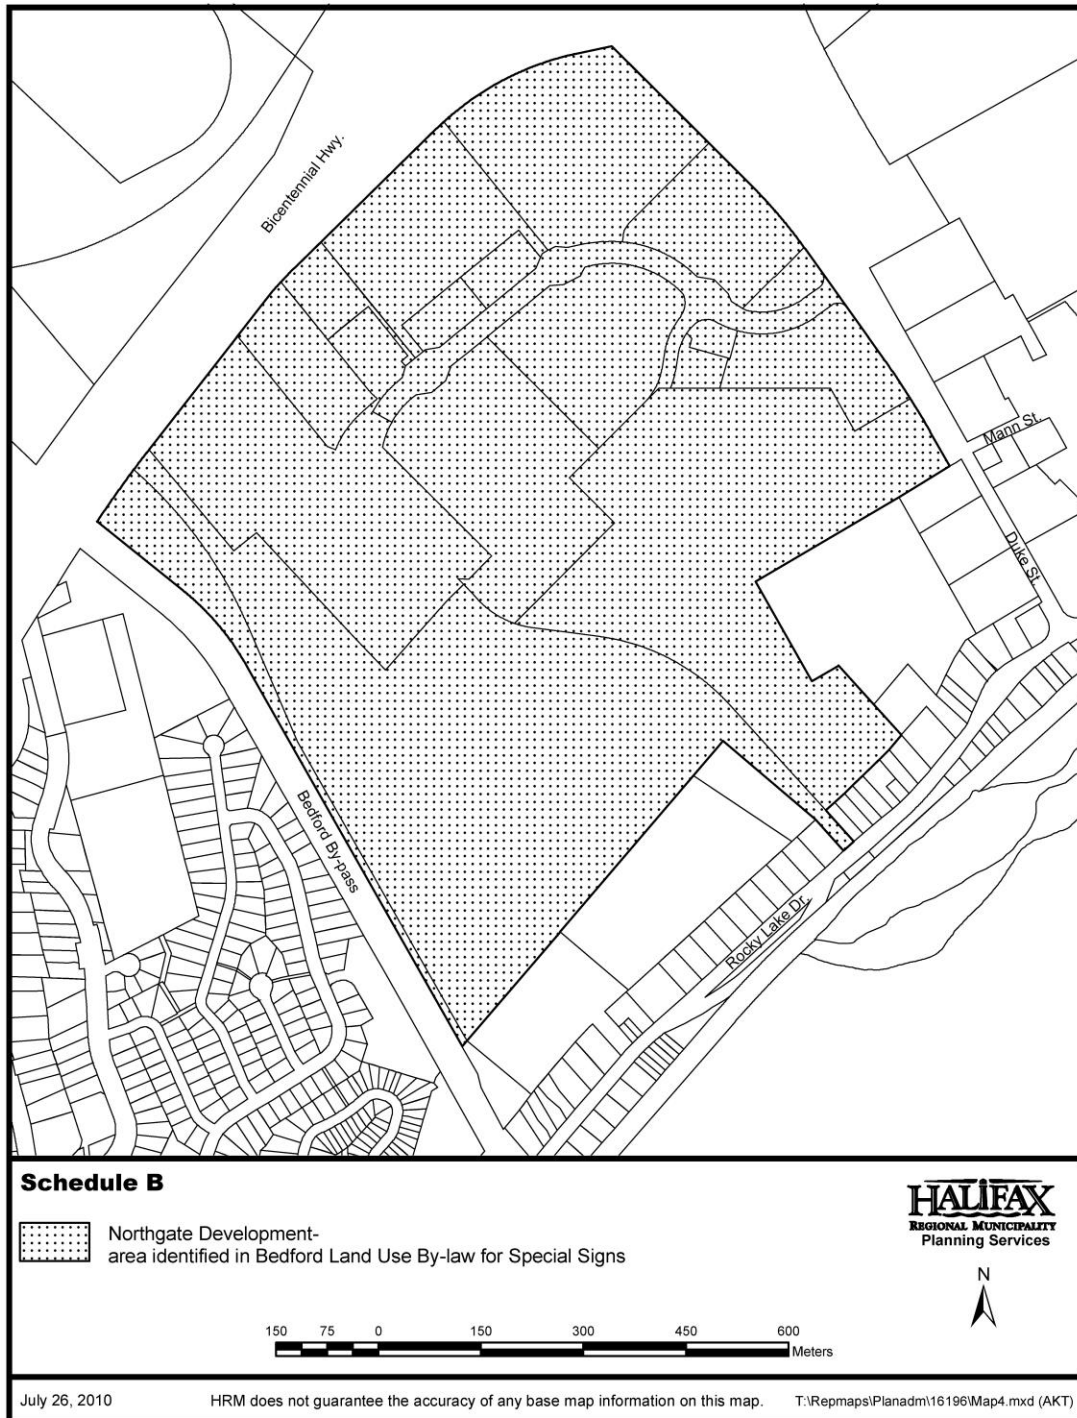 Bicentennial Hwy.
Mann St.
Duke St.
Bedford By-pass
Rocky Lake Dr.
Schedule B
Northgate Development-
area identified in Bedford Land Use By-law for Special Signs
HALIFAX
REGIONAL MUNICIPALITY
Planning Services
N
150 75 0 150 300 450 600
Meters
July 26, 2010 HRM does not guarantee the accuracy of any base map information on this map. T:\Repmaps\Planadm\16196\Map4.mxd (AKT)